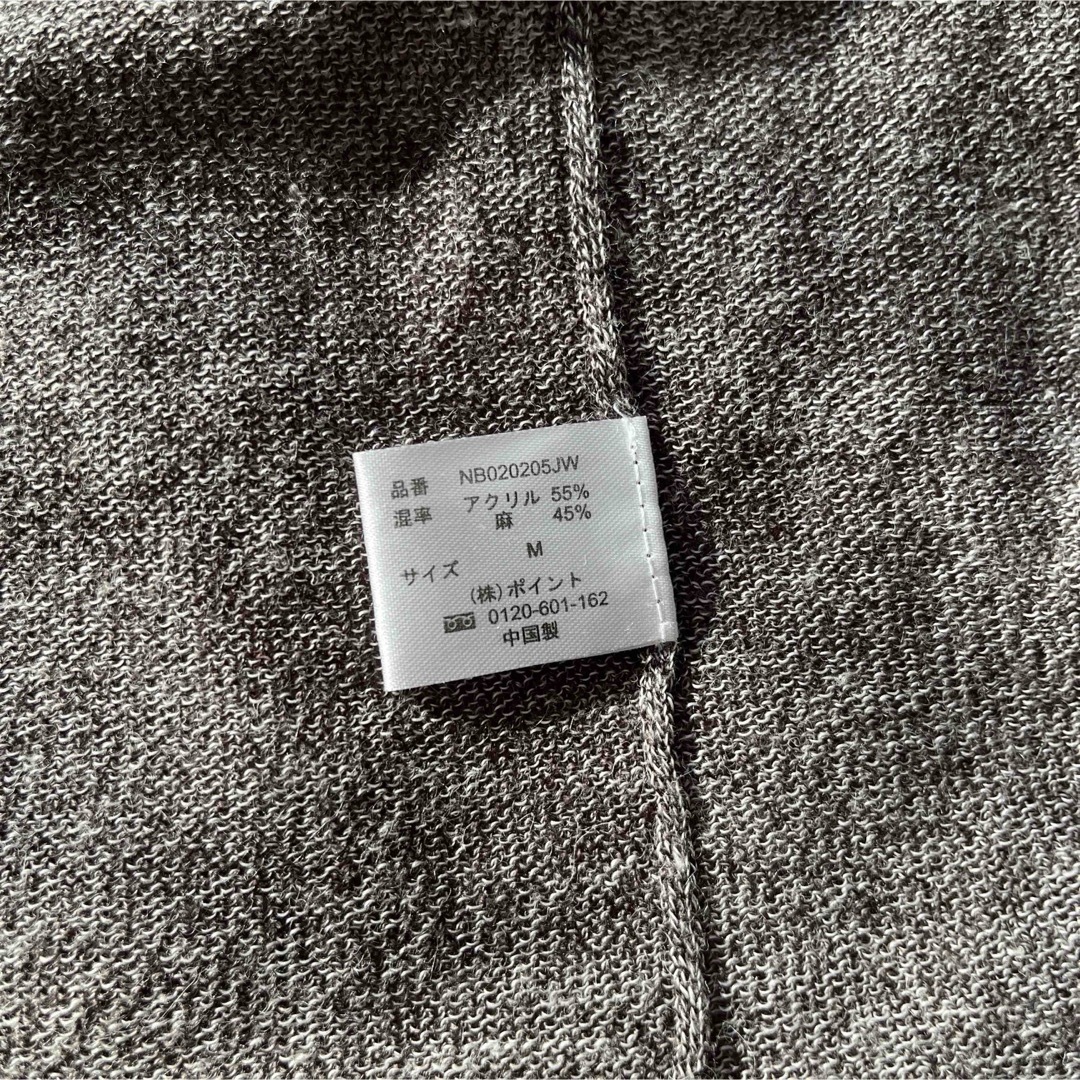 品番 NB020205JW
混率 アクリル 55%
麻 45%
サイズ M
(株)ポイント
0120-601-162
中国製